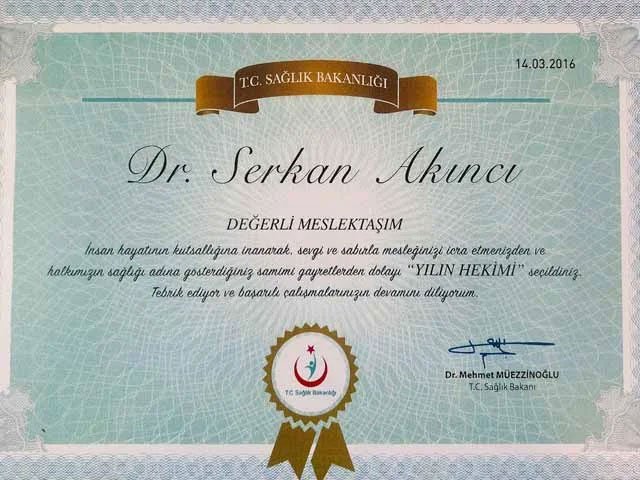 14.03.2016
T.C. SAĞLIK BAKANLIĞI
Dr. Serkan Akıncı
DEĞERLİ MESLEKTAŞIM
İnsan hayatının kutsallığına inanarak, sevgi ve sabırla mesleğinizi icra etmenizden ve
halkımızın sağlığı adına gösterdiğiniz samimi gayretlerden dolayı “YILIN HEKİMİ” seçildiniz.
Tebrik ediyor ve başarılı çalışmalarınızın devamını diliyorum.
Dr. Mehmet MÜEZZİNOĞLU
T.C. Sağlık Bakanı
T.C. Sağlık Bakanlığı